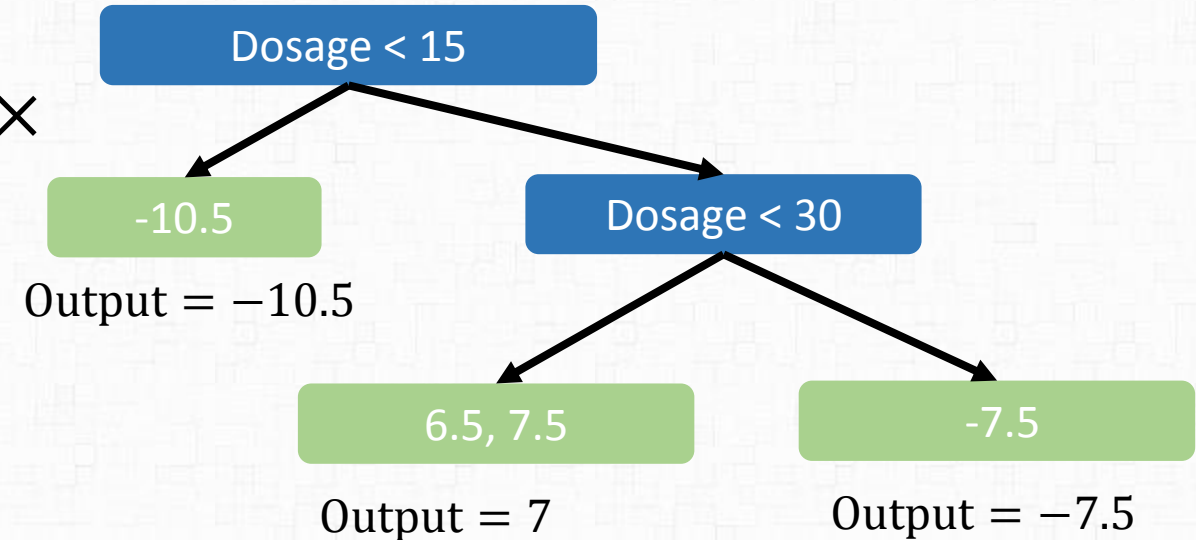 Dosage < 15
×
-10.5
Dosage < 30
Output = −10.5
6.5, 7.5
-7.5
Output = 7
Output = −7.5